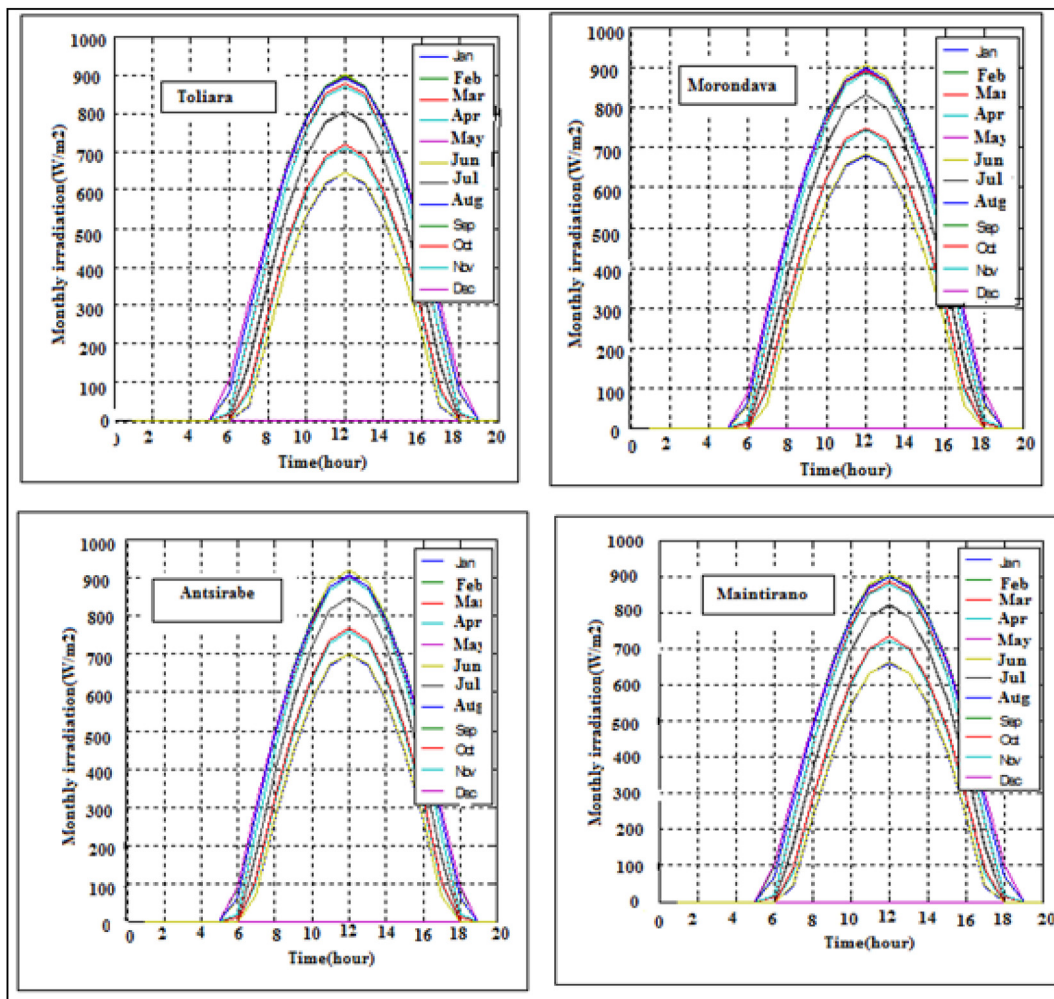 1000
900
800
700
600
500
400
300
200
100
0
Monthly irradiation(W/m2)
Toliara
Jan
Feb
Mar
Apr
May
Jun
Jul
Aug
Sep
Oct
Nov
Dec
2 4 6 8 10 12 14 16 18 20
Time(hour)
1000
900
800
700
600
500
400
300
200
100
0
Monthly irradiation(W/m2)
Morondava
Jan
Feb
Mar
Apr
May
Jun
Jul
Aug
Sep
Oct
Nov
Dec
0 2 4 6 8 10 12 14 16 18 20
Time(hour)
1000
900
800
700
600
500
400
300
200
100
0
Monthly irradiation(W/m2)
Antsirabe
Jan
Feb
Mar
Apr
May
Jun
Jul
Aug
Sep
Oct
Nov
Dec
0 2 4 6 8 10 12 14 16 18 20
Time(hour)
1000
900
800
700
600
500
400
300
200
100
0
Monthly irradiation(W/m2)
Maintirano
Jan
Feb
Mar
Apr
May
Jun
Jul
Aug
Sep
Oct
Nov
Dec
0 2 4 6 8 10 12 14 16 18 20
Time(hour)